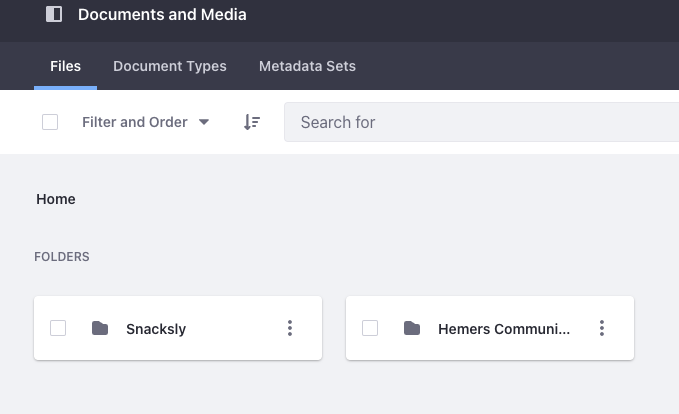 Documents and Media
Files Document Types Metadata Sets
Filter and Order Search for
Home
FOLDERS
Snacksly Hemers Communi...